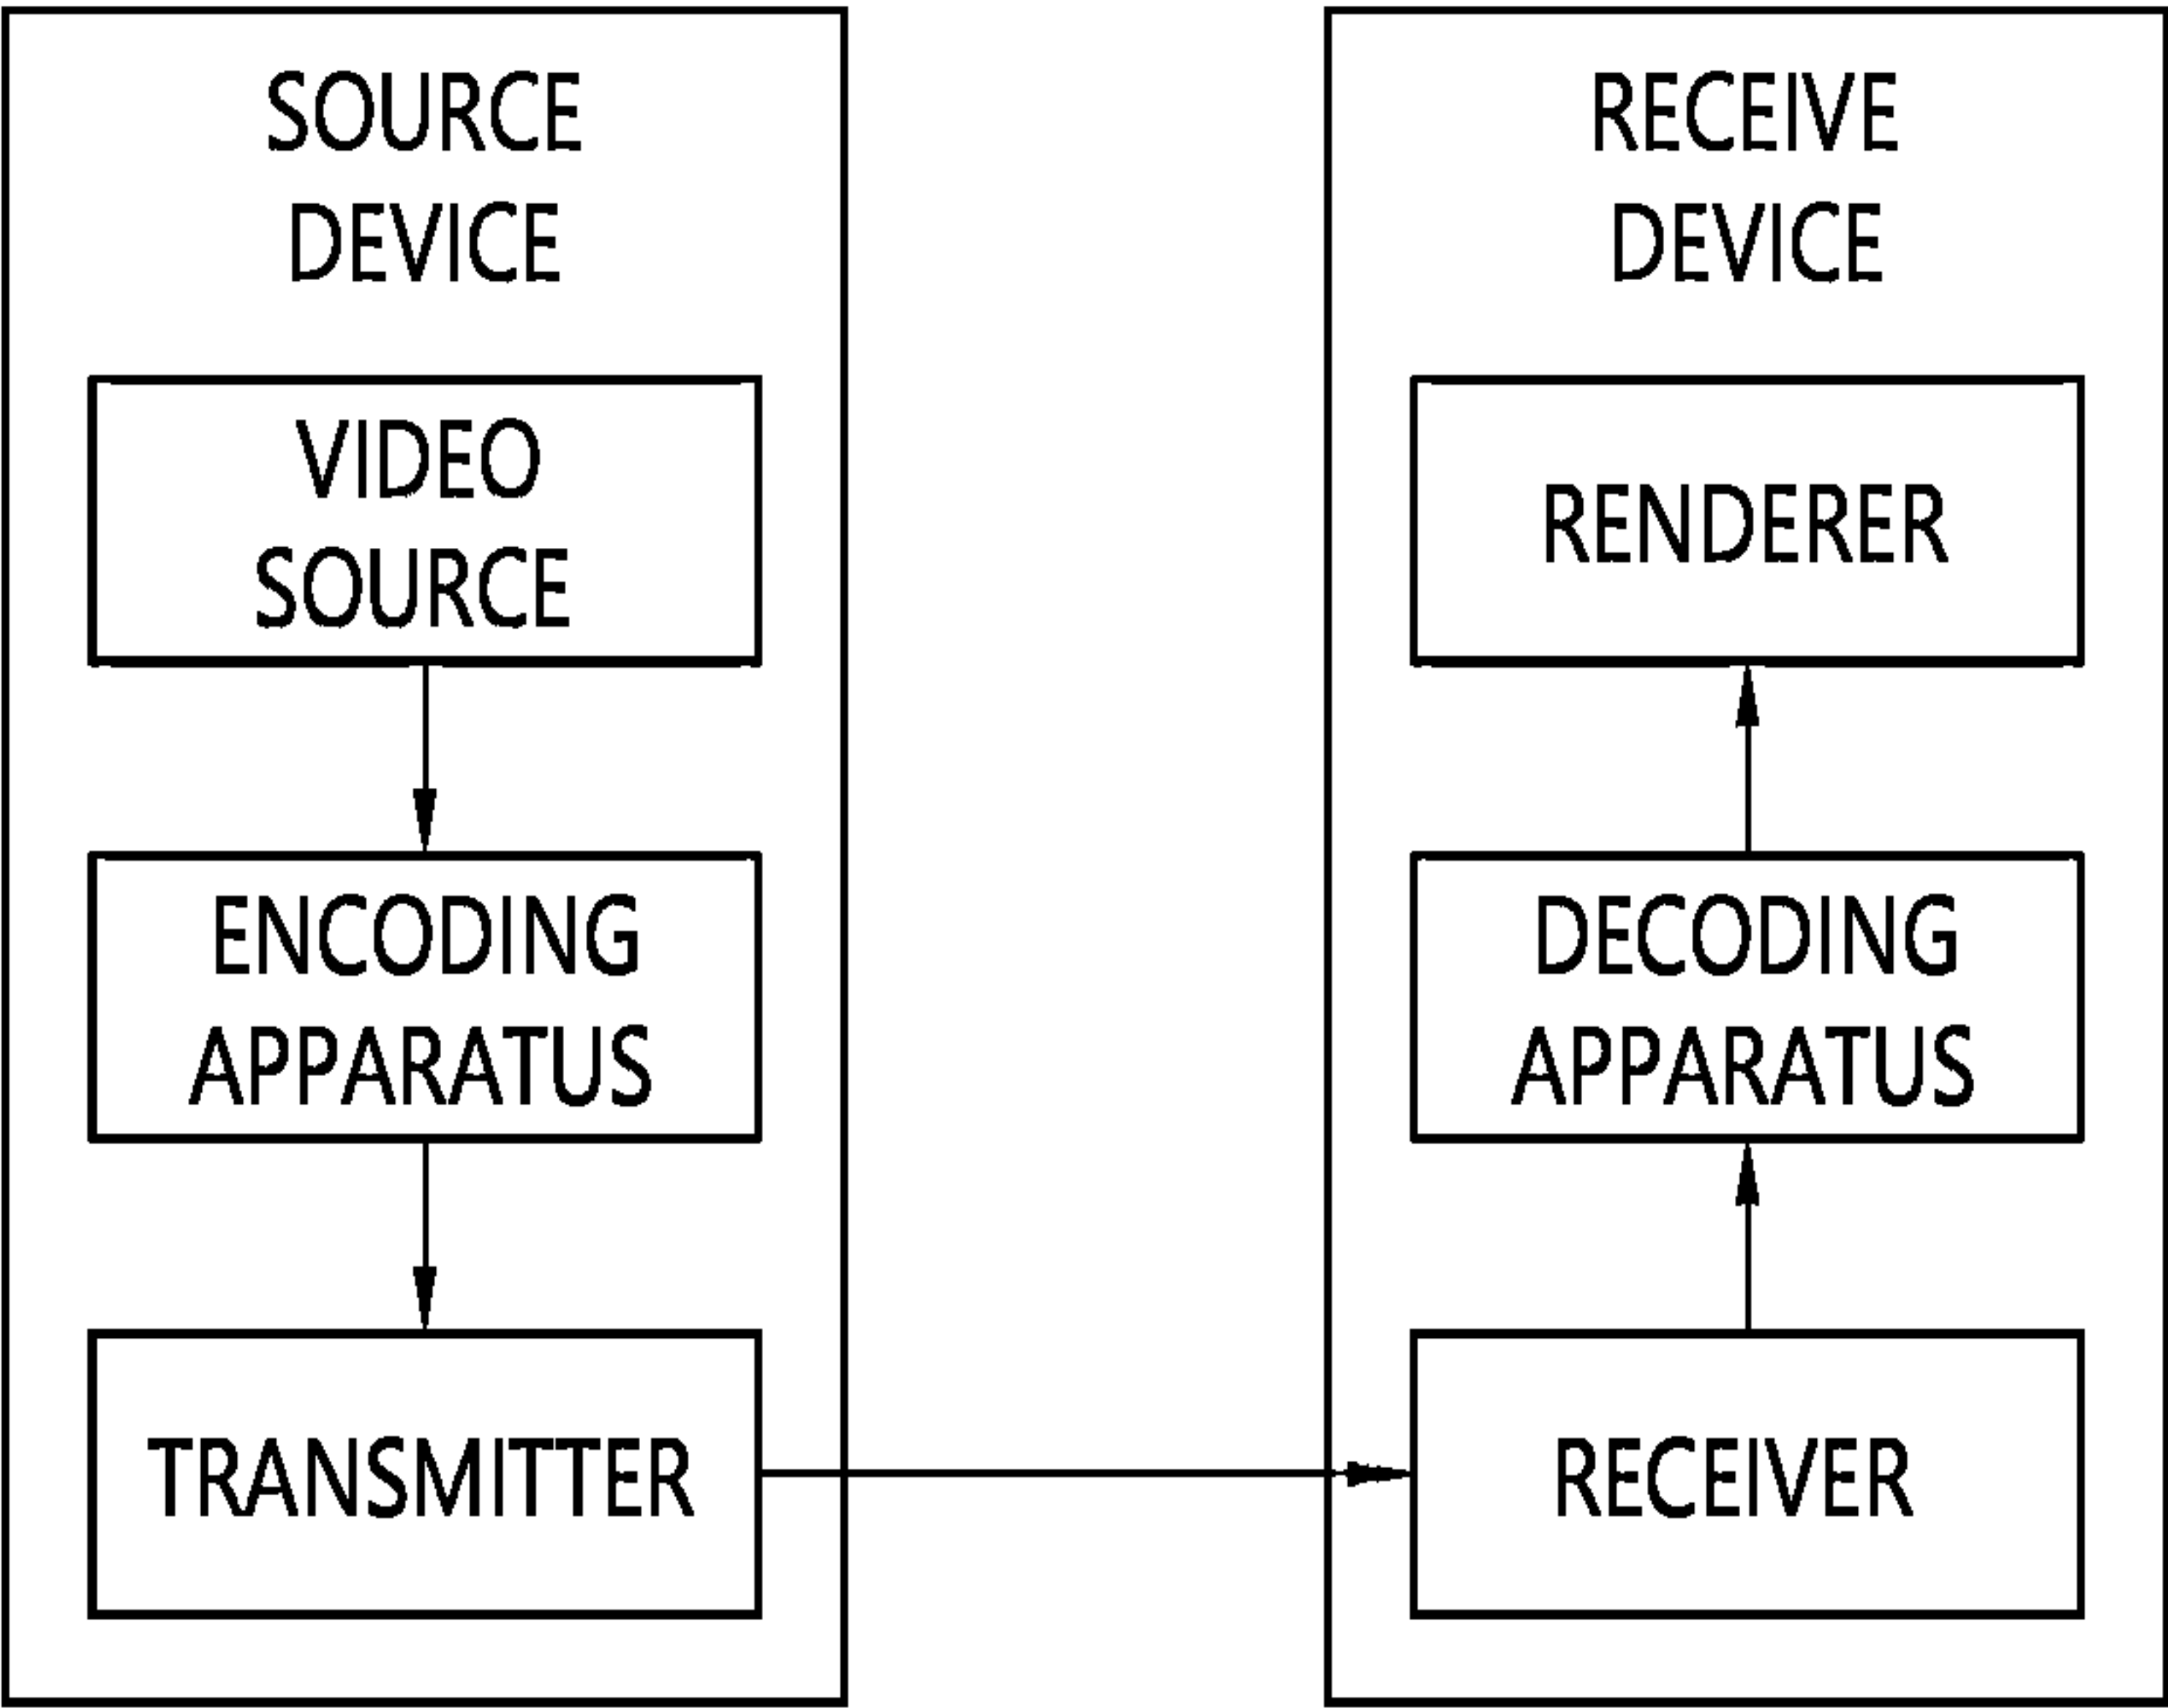 SOURCE
DEVICE
VIDEO
SOURCE
ENCODING
APPARATUS
TRANSMITTER
RECEIVE
DEVICE
RENDERER
DECODING
APPARATUS
RECEIVER